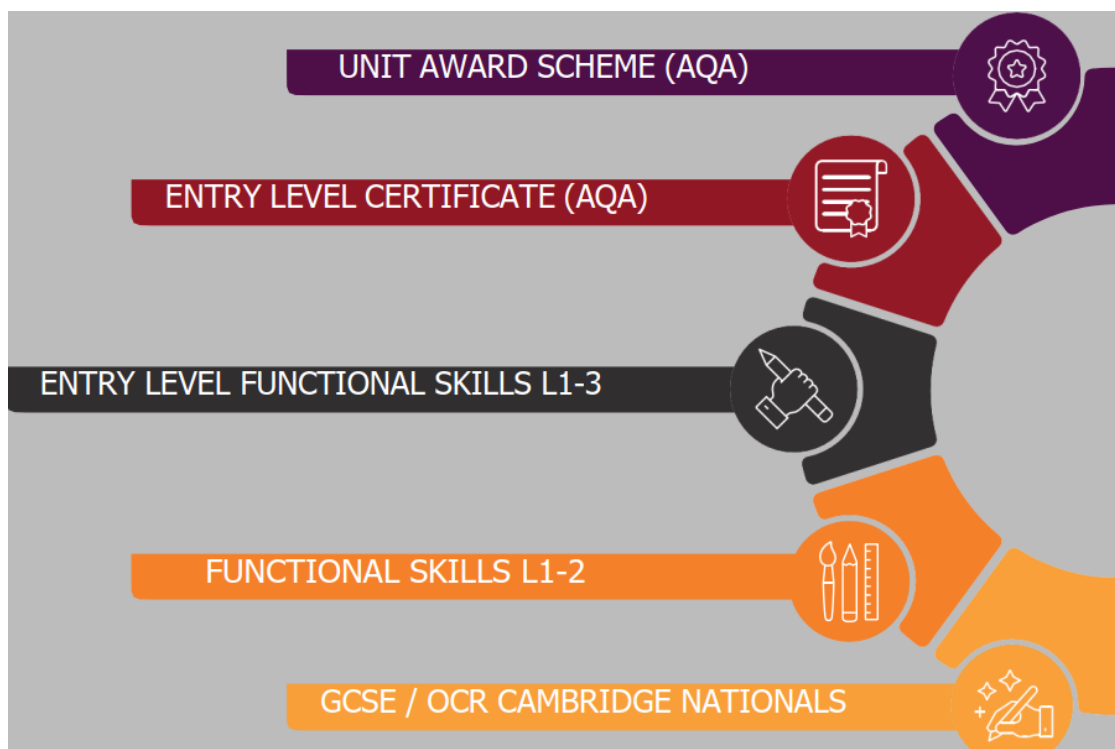 UNIT AWARD SCHEME (AQA)
ENTRY LEVEL CERTIFICATE (AQA)
ENTRY LEVEL FUNCTIONAL SKILLS L1-3
FUNCTIONAL SKILLS L1-2
GCSE / OCR CAMBRIDGE NATIONALS